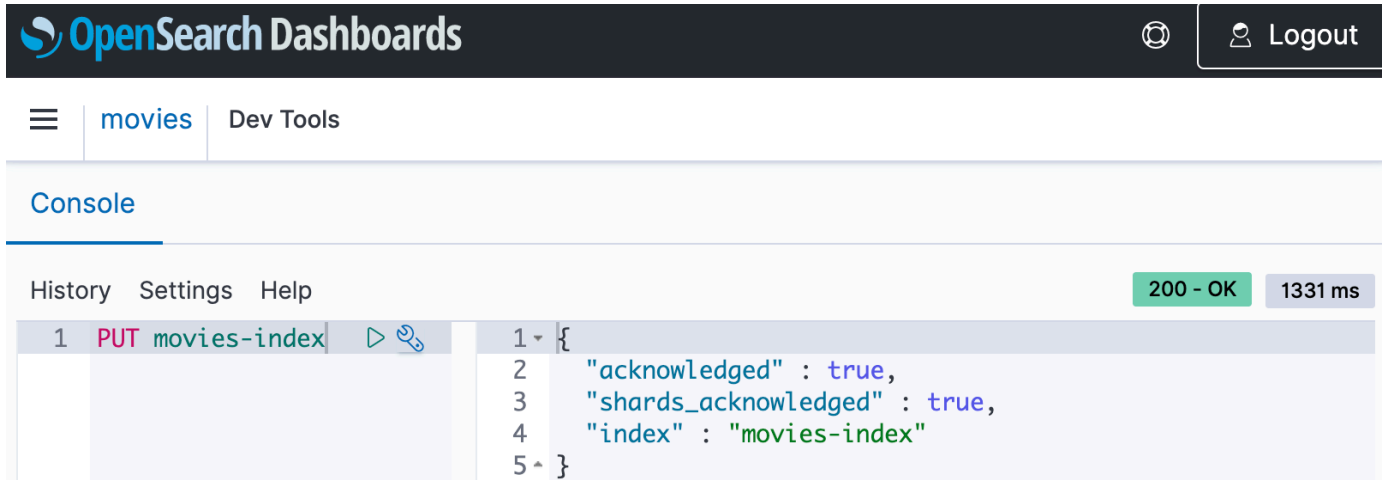 OpenSearch Dashboards
Logout
movies Dev Tools
Console
History Settings Help
200 - OK 1331 ms
1 PUT movies-index
1 {
2 "acknowledged" : true,
3 "shards_acknowledged" : true,
4 "index" : "movies-index"
5 }